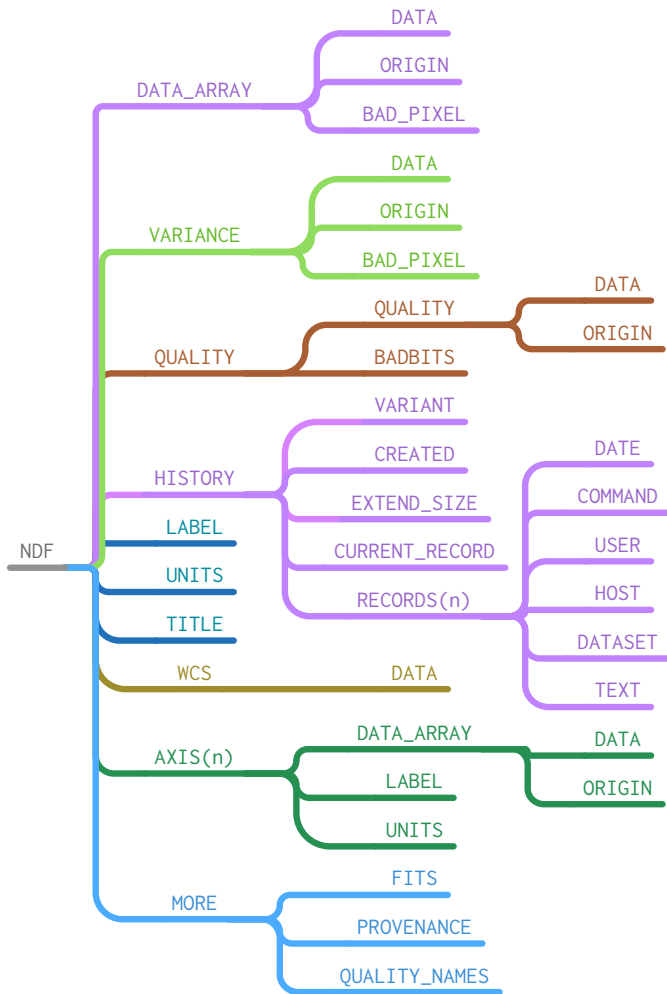 NDF
DATA_ARRAY
DATA
ORIGIN
BAD_PIXEL
VARIANCE
DATA
ORIGIN
BAD_PIXEL
QUALITY
QUALITY
DATA
ORIGIN
BADBITS
HISTORY
VARIANT
CREATED
EXTEND_SIZE
CURRENT_RECORD
RECORDS(n)
DATE
COMMAND
USER
HOST
DATASET
TEXT
LABEL
UNITS
TITLE
WCS
DATA
AXIS(n)
DATA_ARRAY
DATA
ORIGIN
LABEL
UNITS
MORE
FITS
PROVENANCE
QUALITY_NAMES